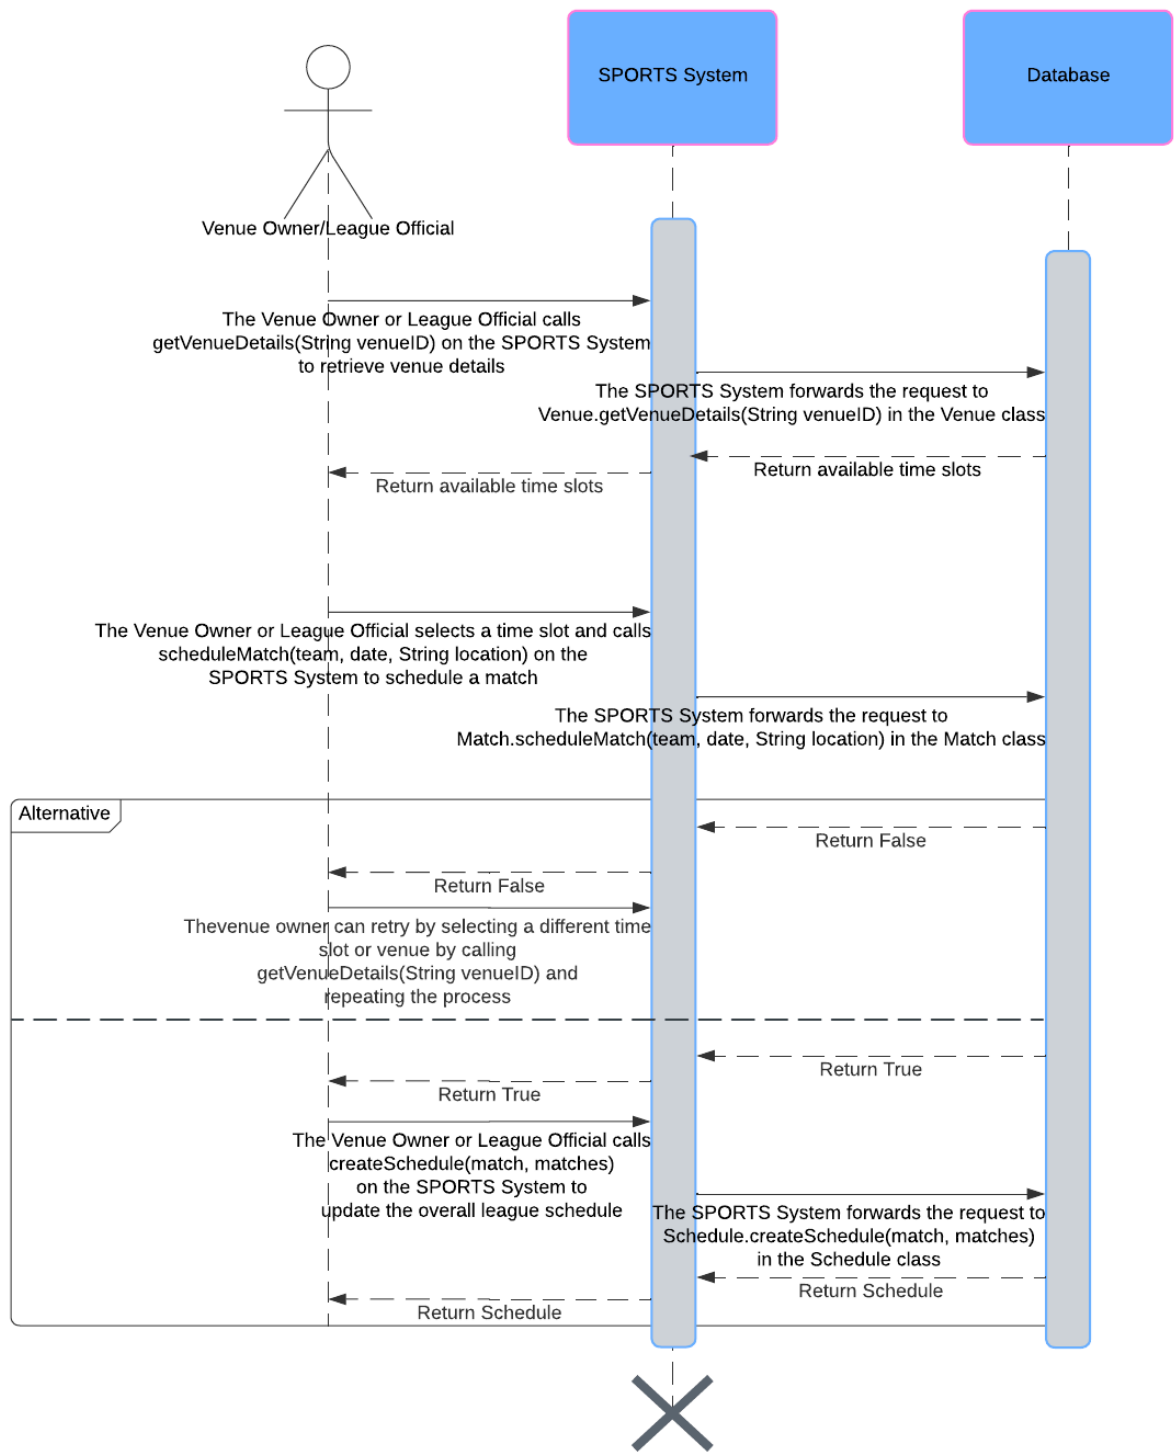 SPORTS System
Database
Venue Owner/League Official
The Venue Owner or League Official calls
getVenueDetails(String venueID) on the SPORTS System
to retrieve venue details
The SPORTS System forwards the request to
Venue.getVenueDetails(String venueID) in the Venue class
Return available time slots
Return available time slots
The Venue Owner or League Official selects a time slot and calls
scheduleMatch(team, date, String location) on the
SPORTS System to schedule a match
The SPORTS System forwards the request to
Match.scheduleMatch(team, date, String location) in the Match class
Alternative
Return False
Return False
Thevenue owner can retry by selecting a different time
slot or venue by calling
getVenueDetails(String venueID) and
repeating the process
Return True
Return True
The Venue Owner or League Official calls
createSchedule(match, matches)
on the SPORTS System to
update the overall league schedule
The SPORTS System forwards the request to
Schedule.createSchedule(match, matches)
in the Schedule class
Return Schedule
Return Schedule